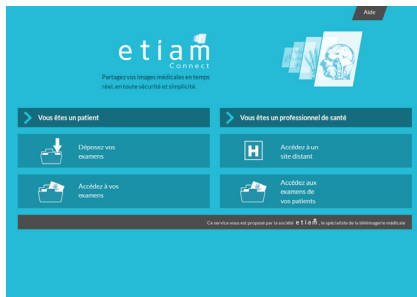 Aide
etiam
Connect
Partagez vos images médicales en temps
réel, en toute sécurité et simplicité.
Vous êtes un patient
Vous êtes un professionnel de santé
Déposez vos
examens
H
Accédez à un
site distant
Accédez à vos
examens
Accédez aux
examens de
vos patients
Ce service vous est proposé par la société etiam, le spécialiste de la téléimagerie médicale